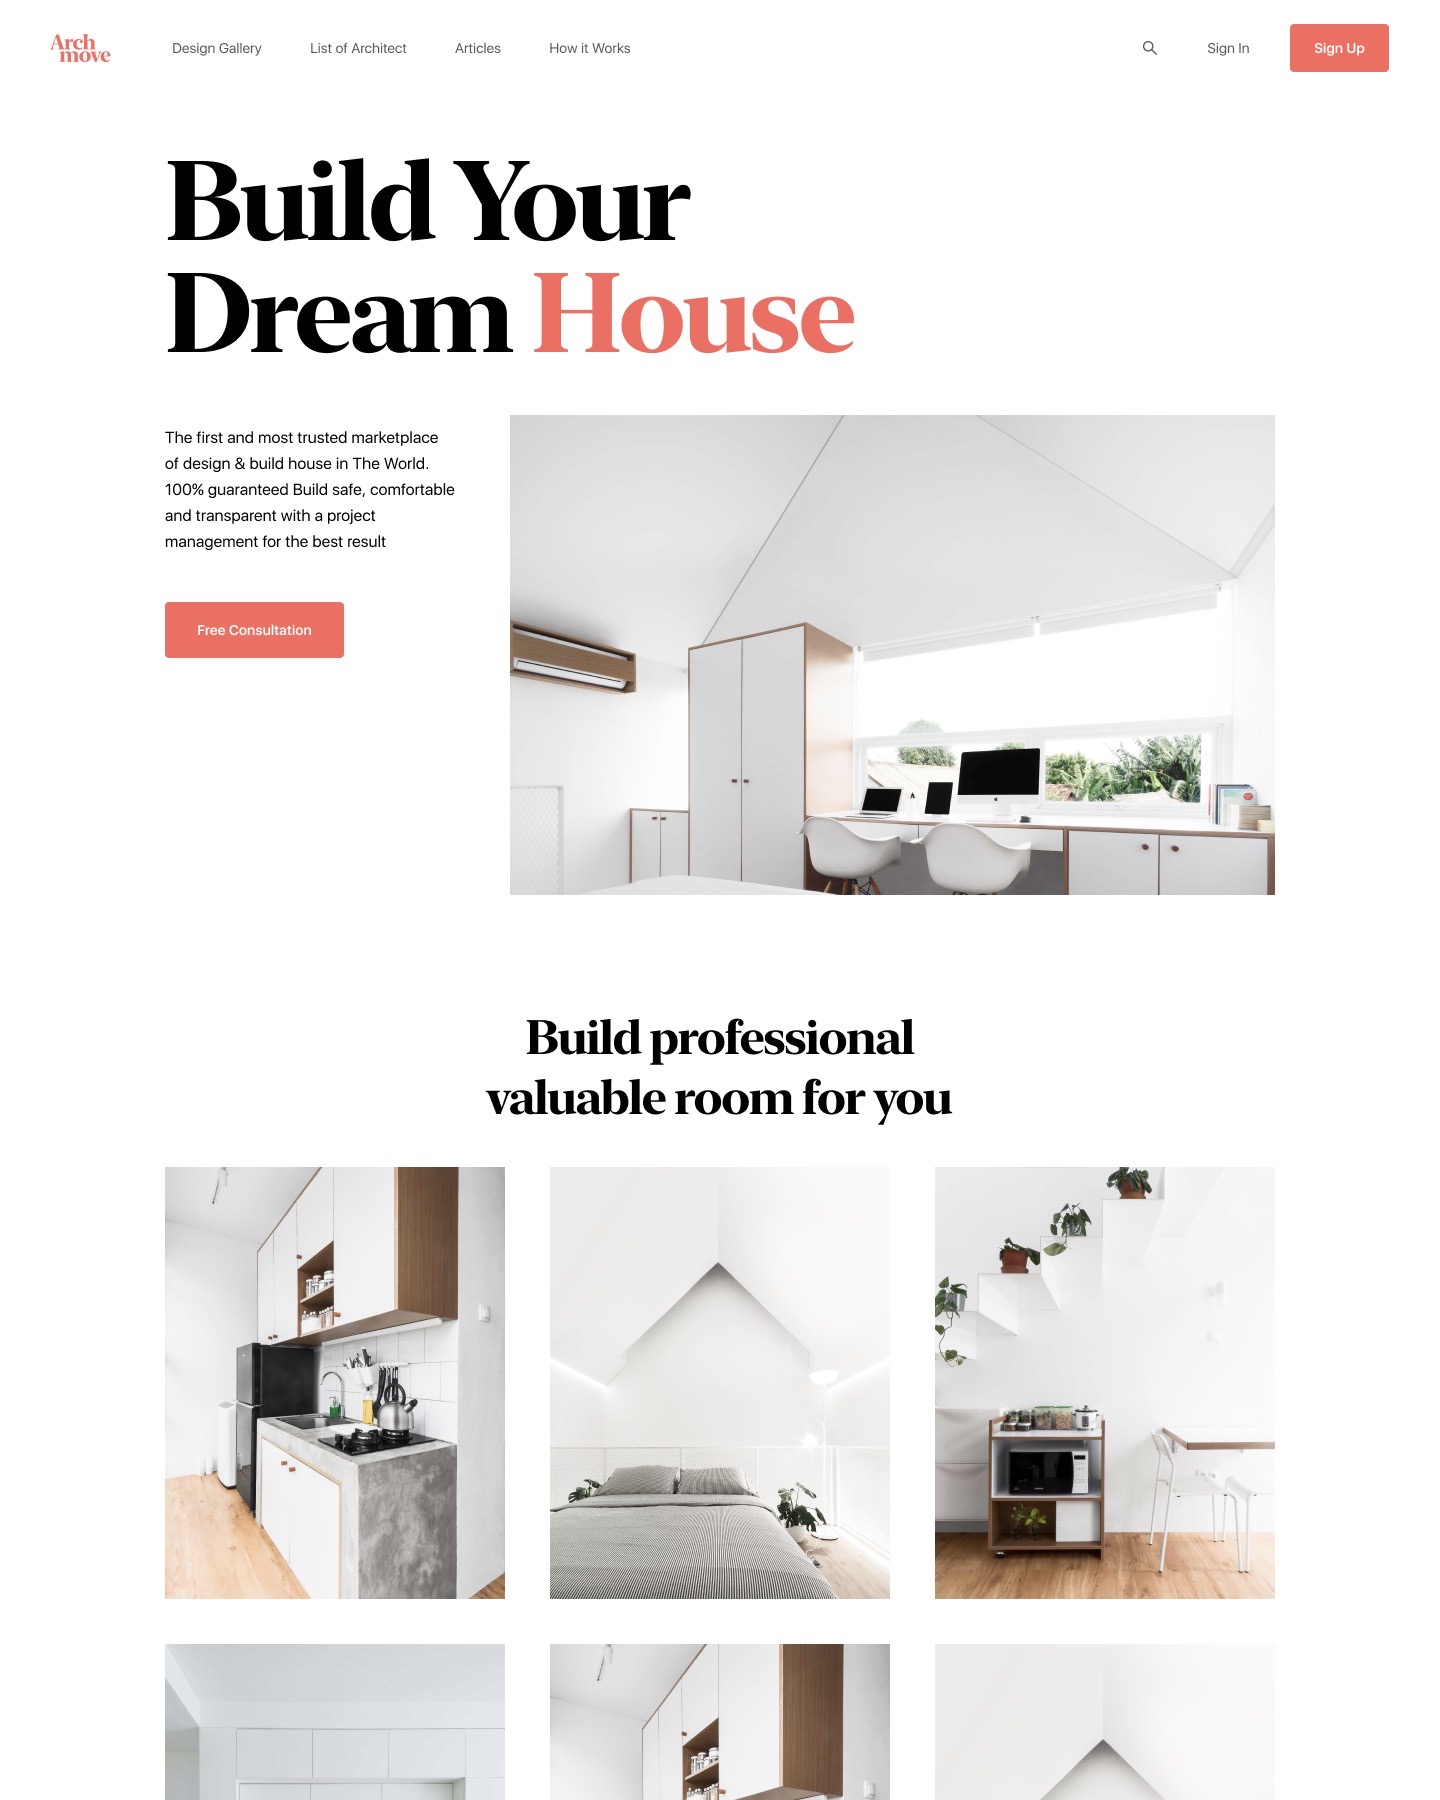 Arch
move
Design Gallery
List of Architect
Articles
How it Works
Sign In
Sign Up
Build Your
Dream House
The first and most trusted marketplace
of design & build house in The World.
100% guaranteed Build safe, comfortable
and transparent with a project
management for the best result
Free Consultation
Build professional
valuable room for you